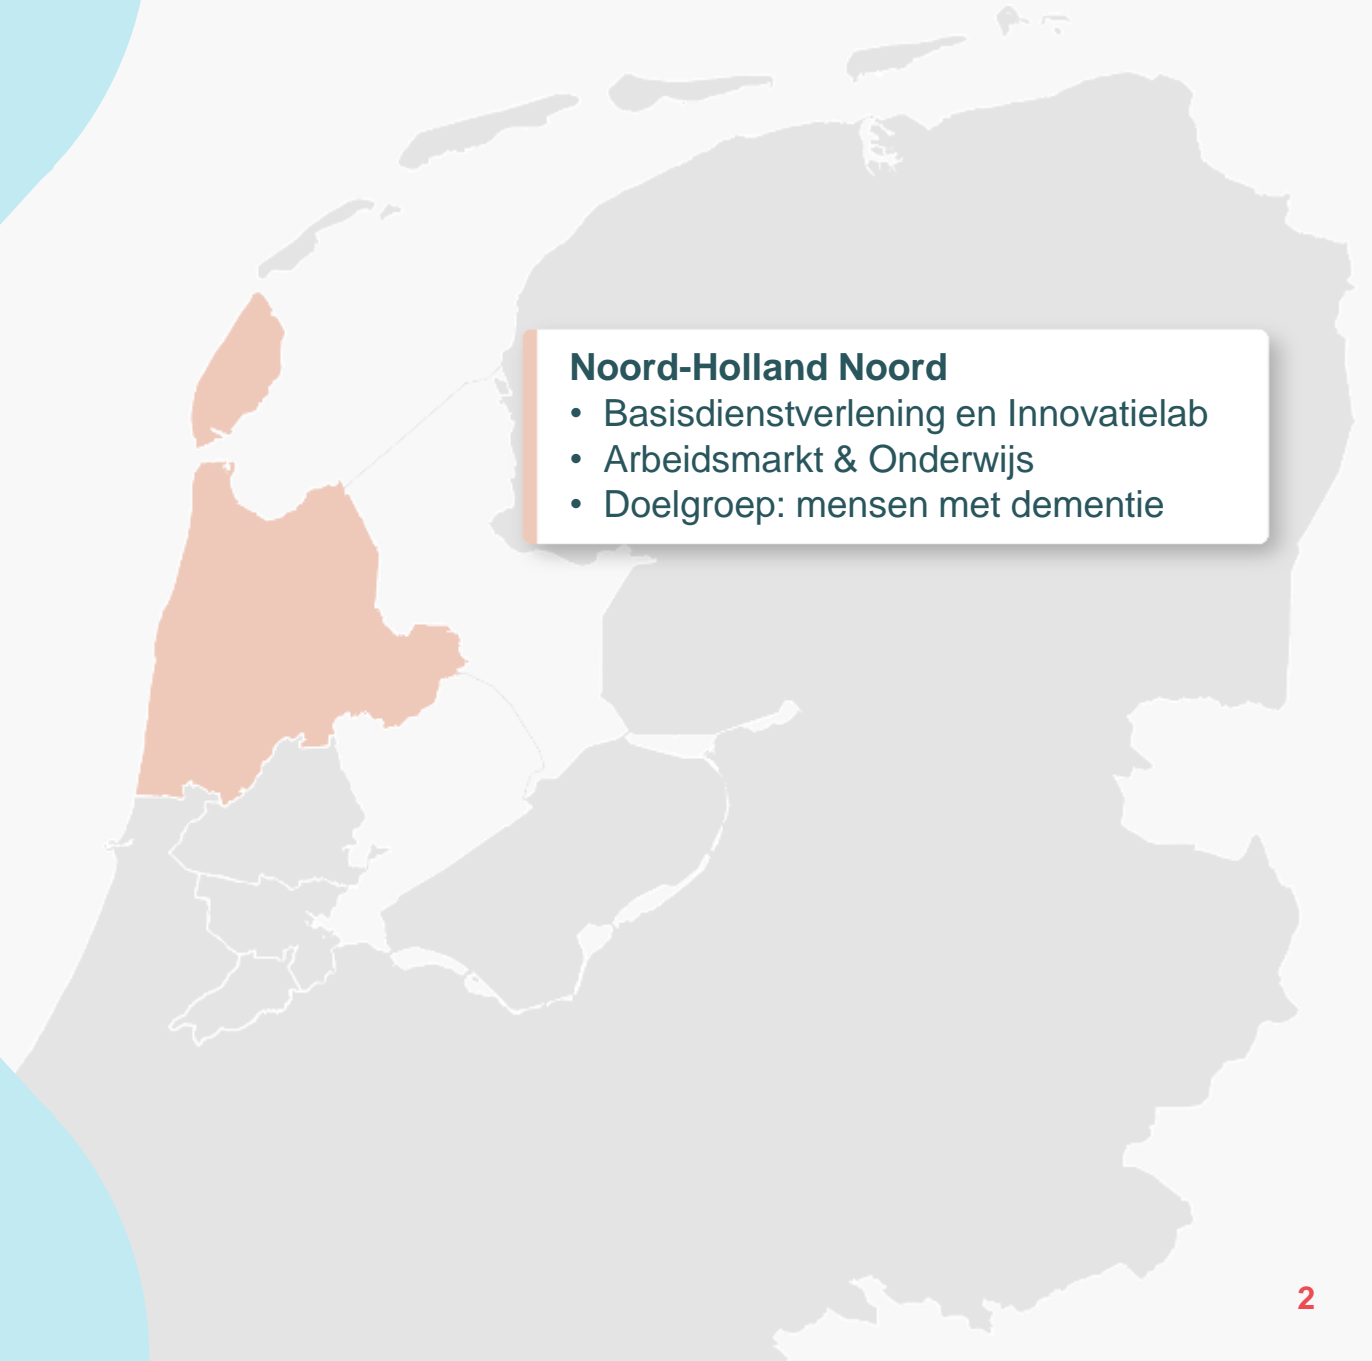 Noord-Holland Noord
• Basisdienstverlening en Innovatielab
• Arbeidsmarkt & Onderwijs
• Doelgroep: mensen met dementie
2